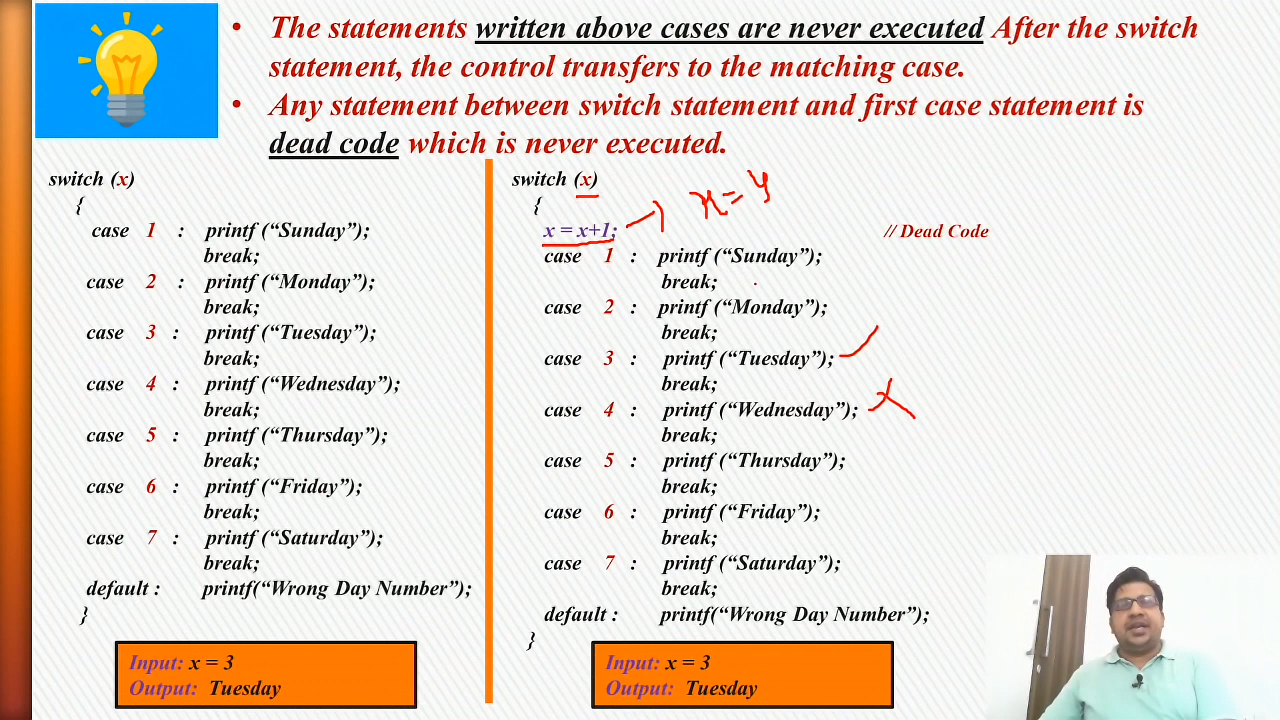 • The statements written above cases are never executed After the switch
statement, the control transfers to the matching case.
• Any statement between switch statement and first case statement is
dead code which is never executed.
switch (x)
{
case 1 : printf (“Sunday”);
break;
case 2 : printf (“Monday”);
break;
case 3 : printf (“Tuesday”);
break;
case 4 : printf (“Wednesday”);
break;
case 5 : printf (“Thursday”);
break;
case 6 : printf (“Friday”);
break;
case 7 : printf (“Saturday”);
break;
default : printf(“Wrong Day Number”);
}
Input: x = 3
Output: Tuesday
switch (x)
{
x = x+1; // Dead Code
x = 4
case 1 : printf (“Sunday”);
break;
case 2 : printf (“Monday”);
break;
case 3 : printf (“Tuesday”);
break;
case 4 : printf (“Wednesday”);
break;
case 5 : printf (“Thursday”);
break;
case 6 : printf (“Friday”);
break;
case 7 : printf (“Saturday”);
break;
default : printf(“Wrong Day Number”);
}
Input: x = 3
Output: Tuesday